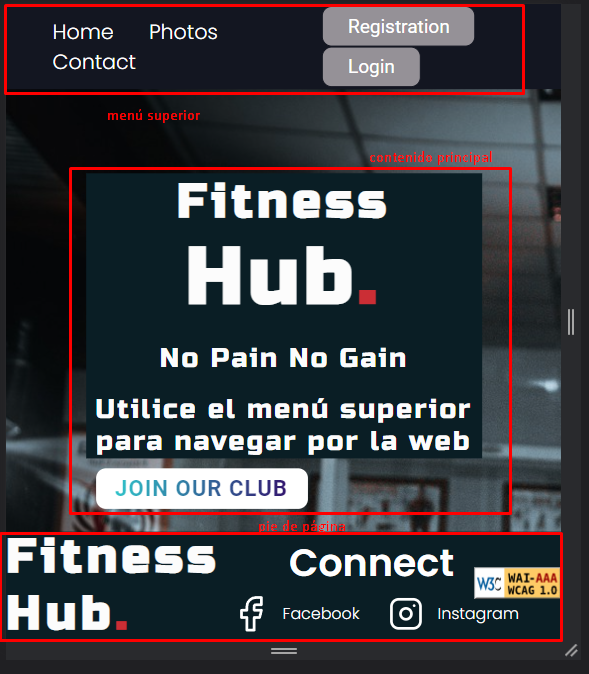 Home Photos Registration
Contact Login
menú superior
contenido principal
Fitness
Hub.
No Pain No Gain
Utilice el menú superior
para navegar por la web
JOIN OUR CLUB
pie de página
Fitness
Hub.
Connect
Facebook Instagram
W3C WAI-AAA
WCAG 1.0